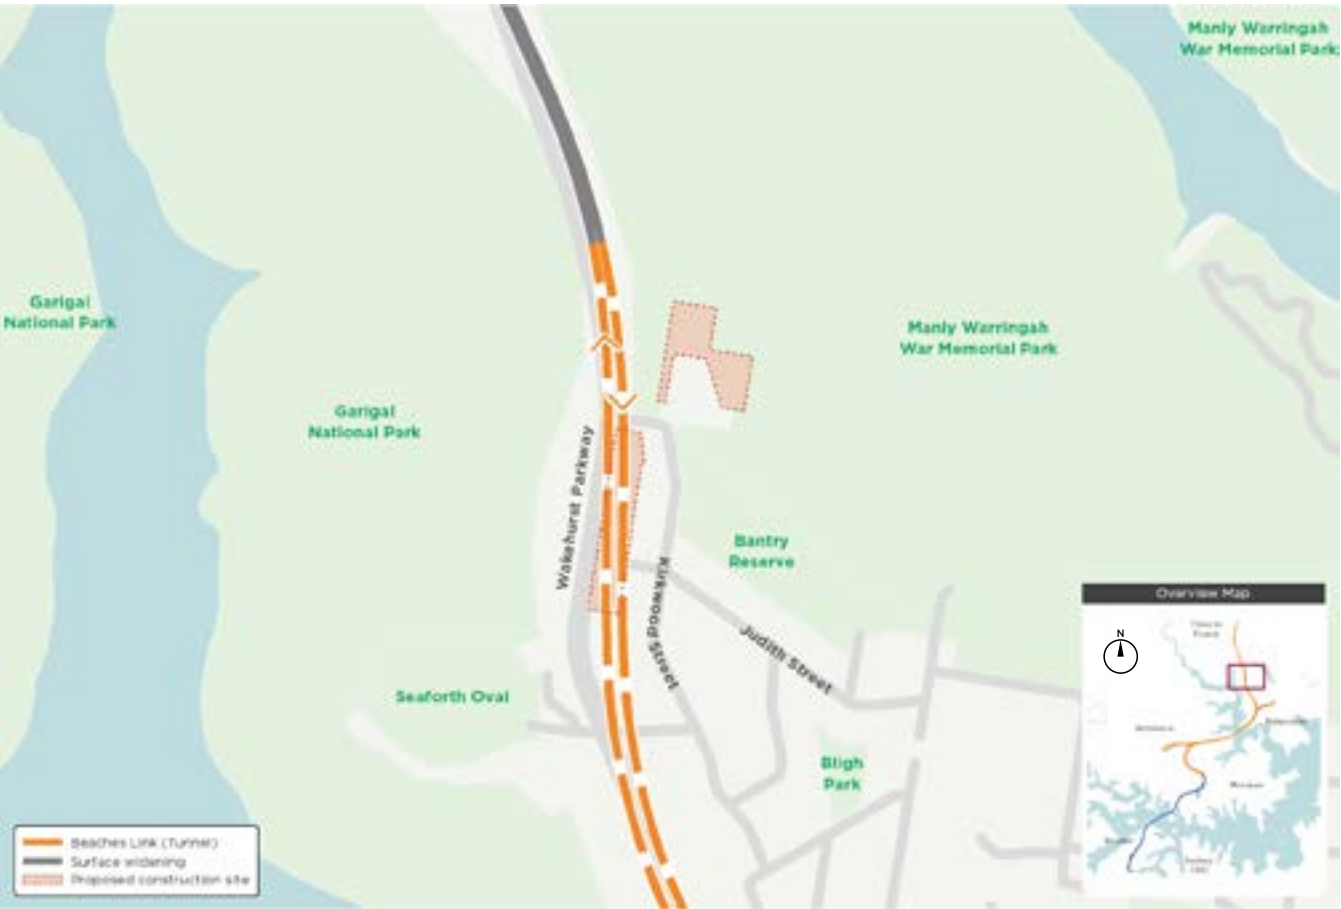 Manly Warringah
War Memorial Park
Garigal
National Park
Manly Warringah
War Memorial Park
Garigal
National Park
Wakehurst Parkway
Bantry
Reserve
Kirkwood Street
Judith Street
Seaforth Oval
Bligh
Park
Overview Map
N
Beaches Link (Tunnel)
Surface widening
Proposed construction site